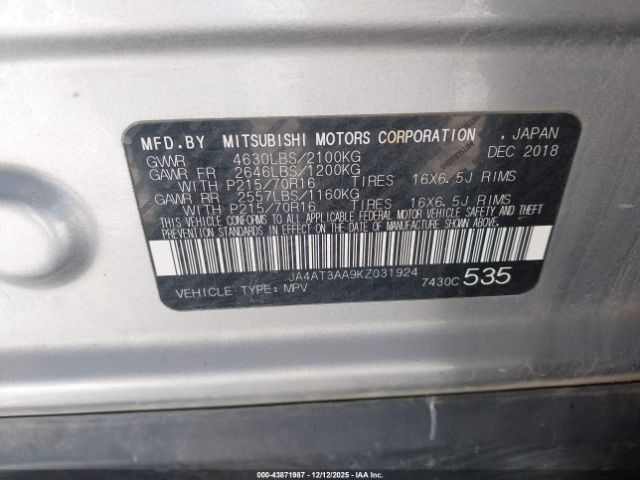 MFD.BY MITSUBISHI MOTORS CORPORATION , JAPAN
GVWR 4630LBS/2100KG DEC 2018
GAWR FR 2646LBS/1200KG
WITH P215/70R16 TIRES 16X6.5J RIMS
GAWR RR 2557LBS/1160KG
WITH P215/70R16 TIRES 16X6.5J RIMS
THIS VEHICLE CONFORMS TO ALL APPLICABLE FEDERAL MOTOR VEHICLE SAFETY AND THEFT
PREVENTION STANDARDS IN EFFECT ON THE DATE OF MANUFACTURE SHOWN ABOVE.
JA4AT3AA9KZ031924
VEHICLE TYPE: MPV 7430C 535
000-43871987 - 12/12/2025 - IAA Inc.